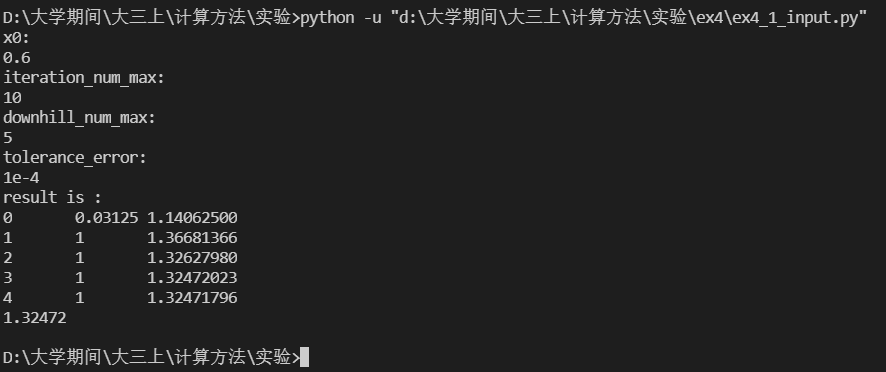 D:\大学期间\大三上\计算方法\实验>python -u "d:\大学期间\大三上\计算方法\实验\ex4\ex4_1_input.py"
x0:
0.6
iteration_num_max:
10
downhill_num_max:
5
tolerance_error:
1e-4
result is :
0 0.03125 1.14062500
1 1 1.36681366
2 1 1.32627980
3 1 1.32472023
4 1 1.32471796
1.32472
D:\大学期间\大三上\计算方法\实验>